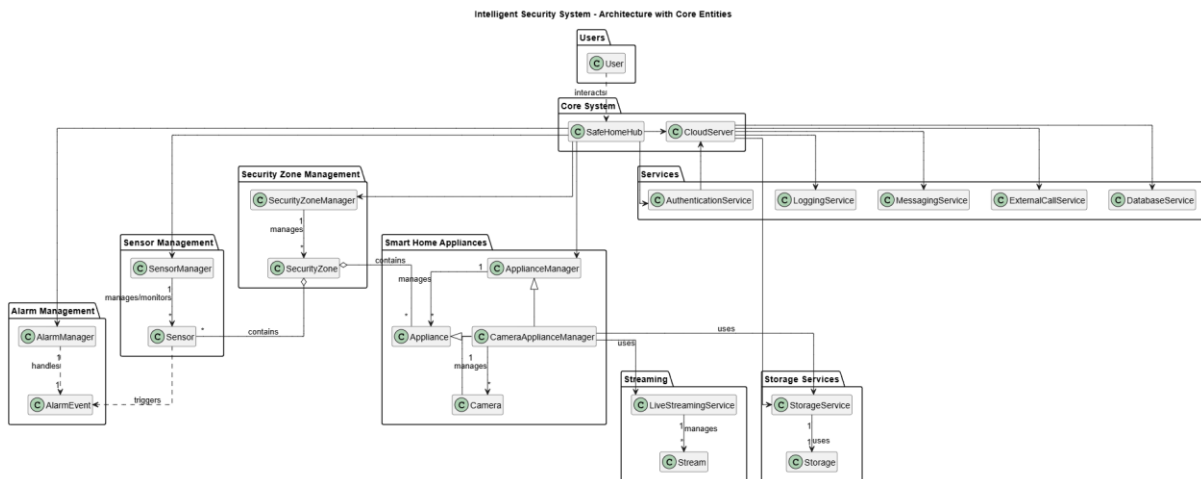 Intelligent Security System - Architecture with Core Entities
Users
C User
interacts
Core System
C SafeHomeHub
C CloudServer
Security Zone Management
C SecurityZoneManager
1
manages
*
C SecurityZone
Services
C AuthenticationService
C LoggingService
C MessagingService
C ExternalCallService
C DatabaseService
Sensor Management
C SensorManager
1
manages/monitors
*
C Sensor
*
contains
Smart Home Appliances
contains
C ApplianceManager
1
manages
*
*
C Appliance
C CameraApplianceManager
1
manages
*
C Camera
uses
uses
Alarm Management
C AlarmManager
1
handles
1
C AlarmEvent
triggers
Streaming
C LiveStreamingService
1
manages
*
C Stream
Storage Services
C StorageService
1
uses
1
C Storage